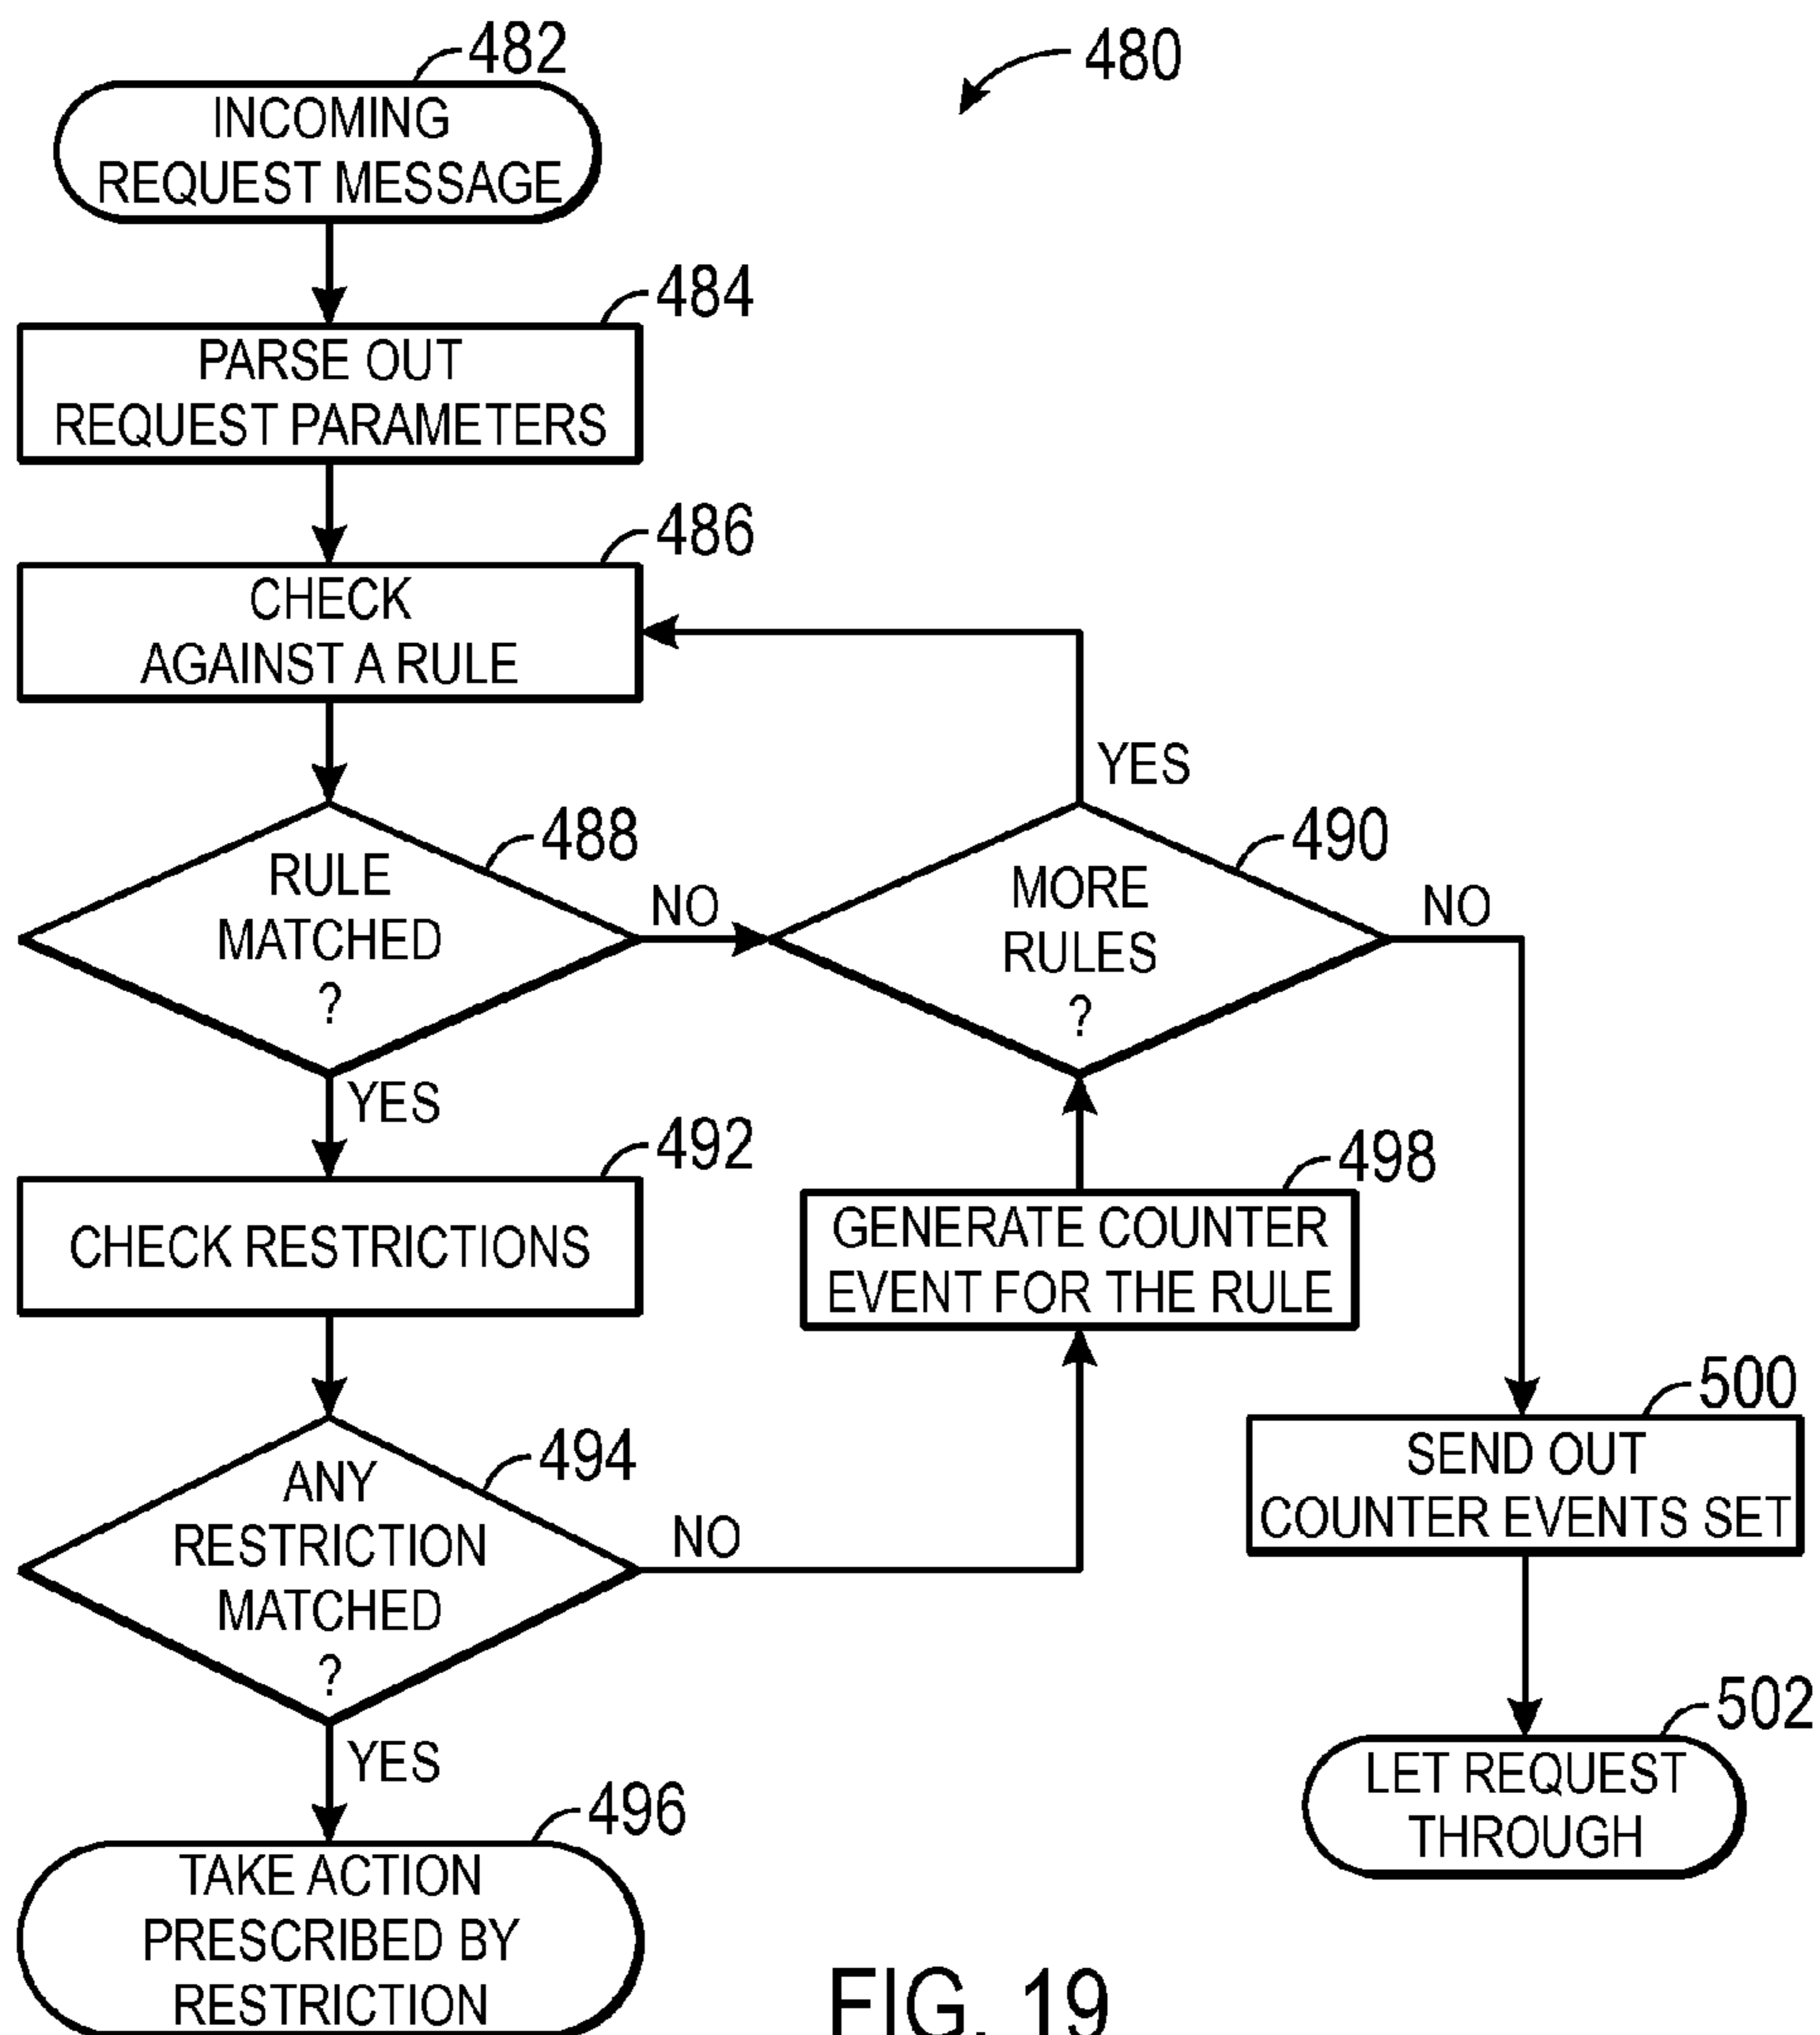 482
480
INCOMING
REQUEST MESSAGE
484
PARSE OUT
REQUEST PARAMETERS
486
CHECK
AGAINST A RULE
YES
488
RULE
MATCHED
?
NO
490
MORE
RULES
?
NO
YES
492
CHECK RESTRICTIONS
498
GENERATE COUNTER
EVENT FOR THE RULE
494
ANY
RESTRICTION
MATCHED
?
NO
500
SEND OUT
COUNTER EVENTS SET
YES
502
LET REQUEST
THROUGH
496
TAKE ACTION
PRESCRIBED BY
RESTRICTION
FIG. 19